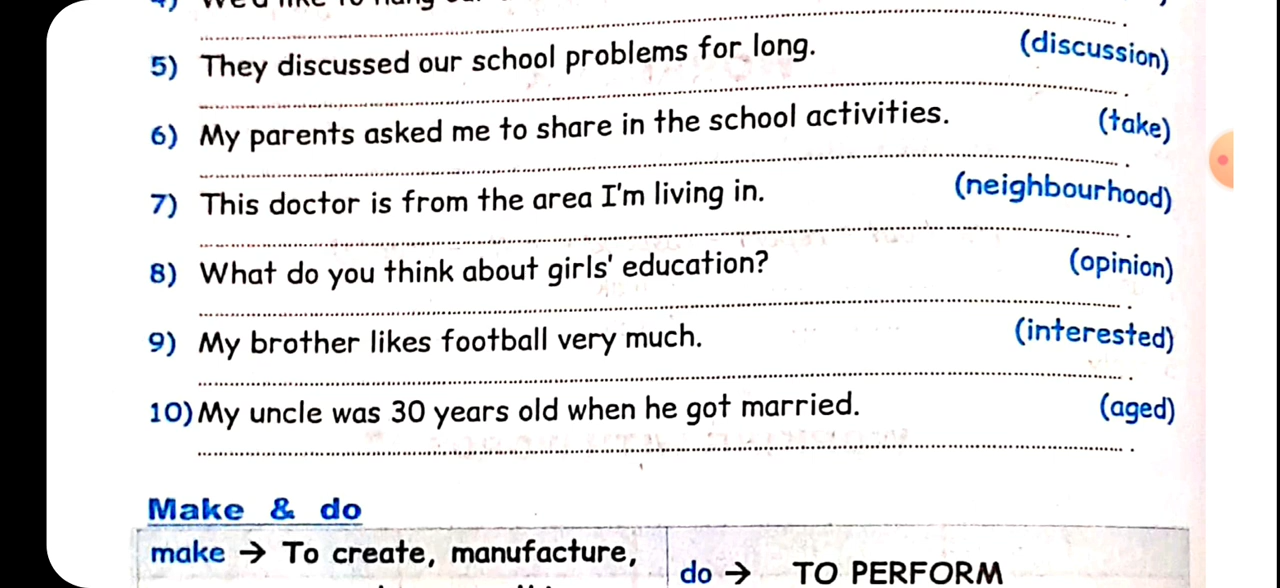 5) They discussed our school problems for long. (discussion)
6) My parents asked me to share in the school activities. (take)
7) This doctor is from the area I'm living in. (neighbourhood)
8) What do you think about girls' education? (opinion)
9) My brother likes football very much. (interested)
10) My uncle was 30 years old when he got married. (aged)
Make & do
make → To create, manufacture,
do → TO PERFORM